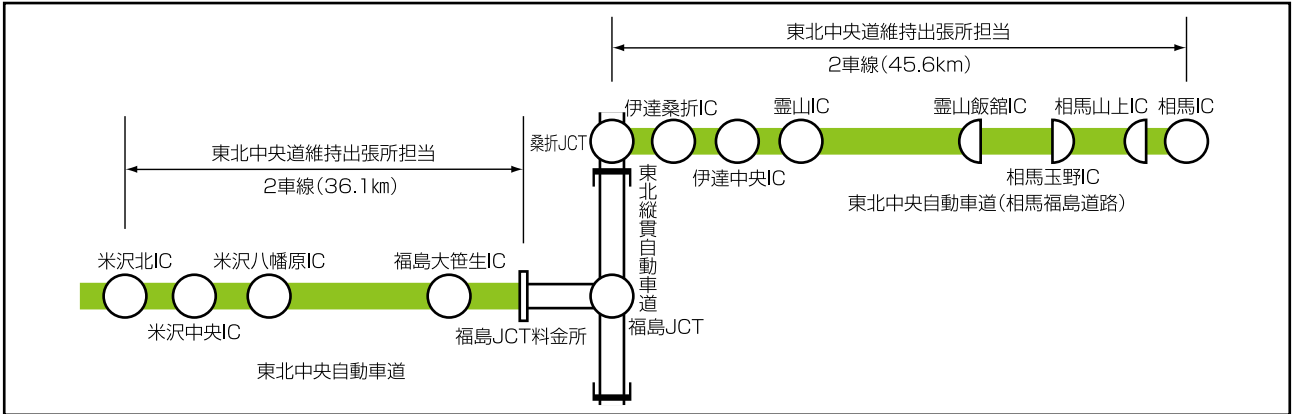 東北中央道維持出張所担当
2車線(45.6km)
伊達桑折IC
霊山IC
霊山飯舘IC
相馬山上IC
相馬IC
桑折JCT
伊達中央IC
相馬玉野IC
東北中央自動車道(相馬福島道路)
東北縦貫自動車道
東北中央道維持出張所担当
2車線(36.1km)
米沢北IC
米沢八幡原IC
福島大笹生IC
米沢中央IC
福島JCT料金所
福島JCT
東北中央自動車道